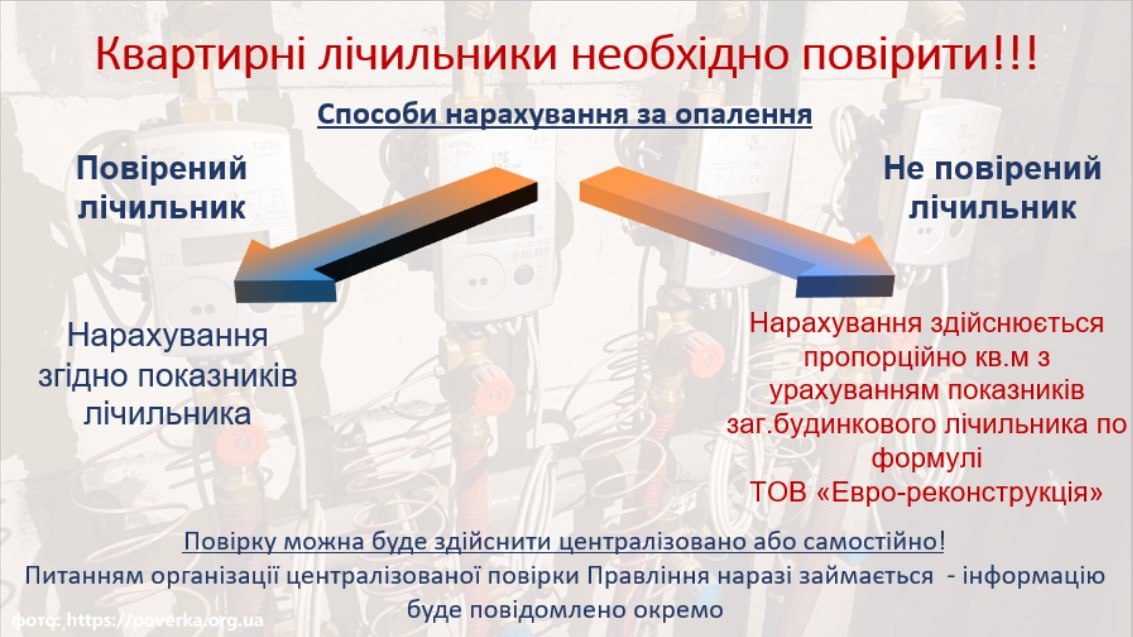 Квартирні лічильники необхідно повірити!!!
Способи нарахування за опалення
Повірений
лічильник
Не повірений
лічильник
Нарахування
згідно показників
лічильника
Нарахування здійснюється
пропорційно кв.м з
урахуванням показників
заг.будинкового лічильника по
формулі
ТОВ «Евро-реконструкція»
Повірку можна буде здійснити централізовано або самостійно!
Питанням організації централізованої повірки Правління наразі займається - інформацію
буде повідомлено окремо
фото: https://poverka.org.ua